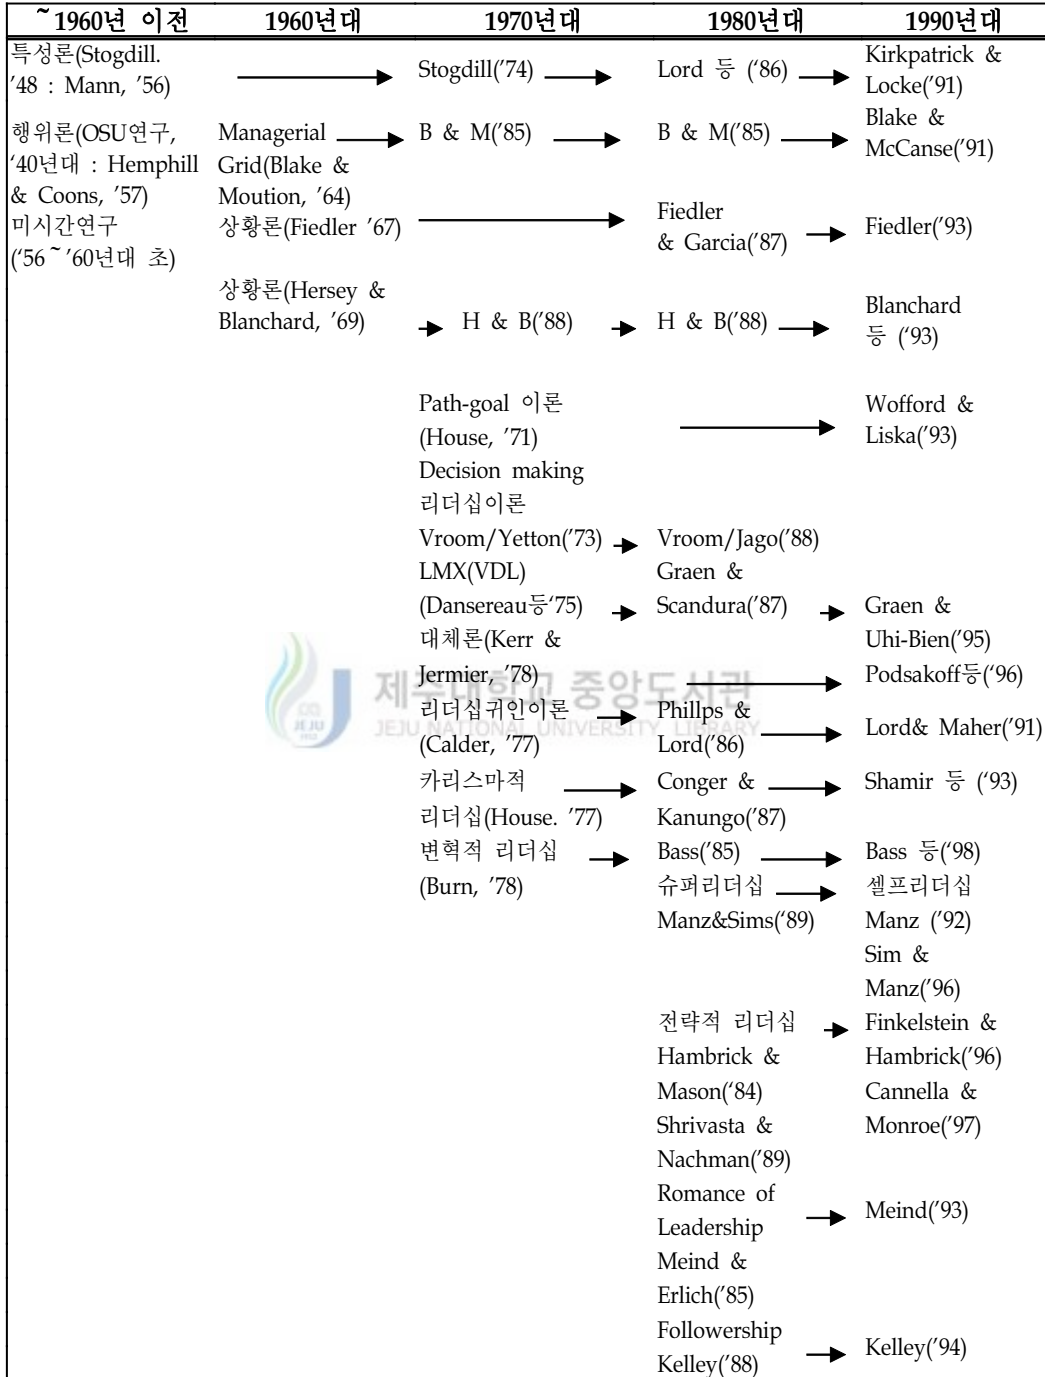 ~1960년 이전 1960년대 1970년대 1980년대 1990년대
특성론(Stogdill.
'48 : Mann, '56)
Stogdill('74)
Lord 등 ('86)
Kirkpatrick &
Locke('91)
행위론(OSU연구,
'40년대 : Hemphill
& Coons, '57)
미시간연구
('56~'60년대 초)
Managerial
Grid(Blake &
Moution, '64)
B & M('85)
B & M('85)
Blake &
McCanse('91)
상황론(Fiedler '67)
Fiedler
& Garcia('87)
Fiedler('93)
상황론(Hersey &
Blanchard, '69)
H & B('88)
H & B('88)
Blanchard
등 ('93)
Path-goal 이론
(House, '71)
Wofford &
Liska('93)
Decision making
리더십이론
Vroom/Yetton('73)
Vroom/Jago('88)
LMX(VDL)
(Dansereau등'75)
Graen &
Scandura('87)
Graen &
Uhi-Bien('95)
대체론(Kerr &
Jermier, '78)
Podsakoff등('96)
제주대학교 중앙도서관
JEJU NATIONAL UNIVERSITY LIBRARY
JEJU
1952
리더십귀인이론
(Calder, '77)
Phillps &
Lord('86)
Lord& Maher('91)
카리스마적
리더십(House. '77)
Conger &
Kanungo('87)
Shamir 등 ('93)
변혁적 리더십
(Burn, '78)
Bass('85)
Bass 등('98)
슈퍼리더십
Manz&Sims('89)
셀프리더십
Manz ('92)
Sim &
Manz('96)
전략적 리더십
Hambrick &
Mason('84)
Shrivasta &
Nachman('89)
Finkelstein &
Hambrick('96)
Cannella &
Monroe('97)
Romance of
Leadership
Meind &
Erlich('85)
Meind('93)
Followership
Kelley('88)
Kelley('94)